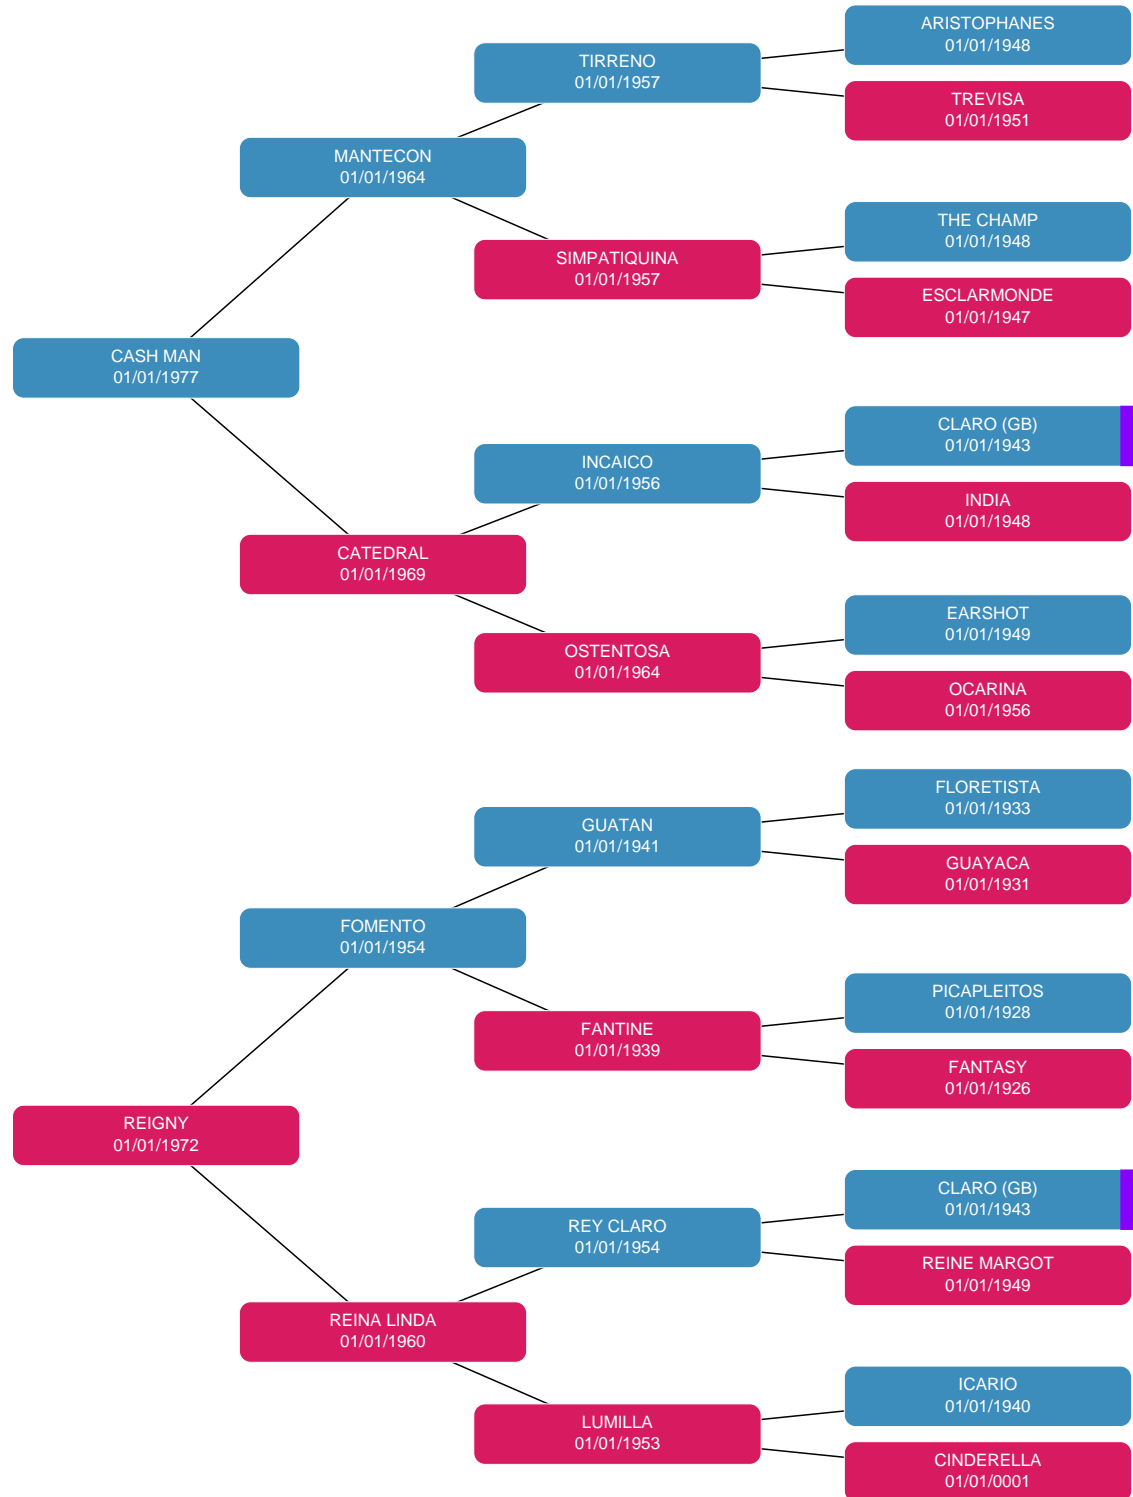 ARISTOPHANES
01/01/1948
TIRRENO
01/01/1957
TREVISA
01/01/1951
MANTECON
01/01/1964
THE CHAMP
01/01/1948
SIMPATIQUINA
01/01/1957
ESCLARMONDE
01/01/1947
CASH MAN
01/01/1977
CLARO (GB)
01/01/1943
INCAICO
01/01/1956
INDIA
01/01/1948
CATEDRAL
01/01/1969
EARSHOT
01/01/1949
OSTENTOSA
01/01/1964
OCARINA
01/01/1956
FLORETISTA
01/01/1933
GUATAN
01/01/1941
GUAYACA
01/01/1931
FOMENTO
01/01/1954
PICAPLEITOS
01/01/1928
FANTINE
01/01/1939
FANTASY
01/01/1926
REIGNY
01/01/1972
CLARO (GB)
01/01/1943
REY CLARO
01/01/1954
REINE MARGOT
01/01/1949
REINA LINDA
01/01/1960
ICARIO
01/01/1940
LUMILLA
01/01/1953
CINDERELLA
01/01/0001